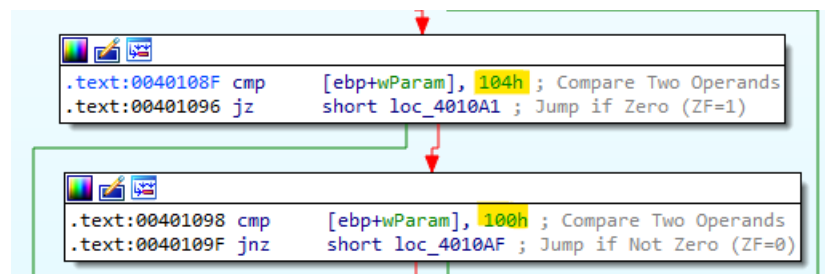 .text:0040108F cmp     [ebp+wParam], 104h ; Compare Two Operands
.text:00401096 jz      short loc_4010A1 ; Jump if Zero (ZF=1)
.text:00401098 cmp     [ebp+wParam], 100h ; Compare Two Operands
.text:0040109F jnz     short loc_4010AF ; Jump if Not Zero (ZF=0)